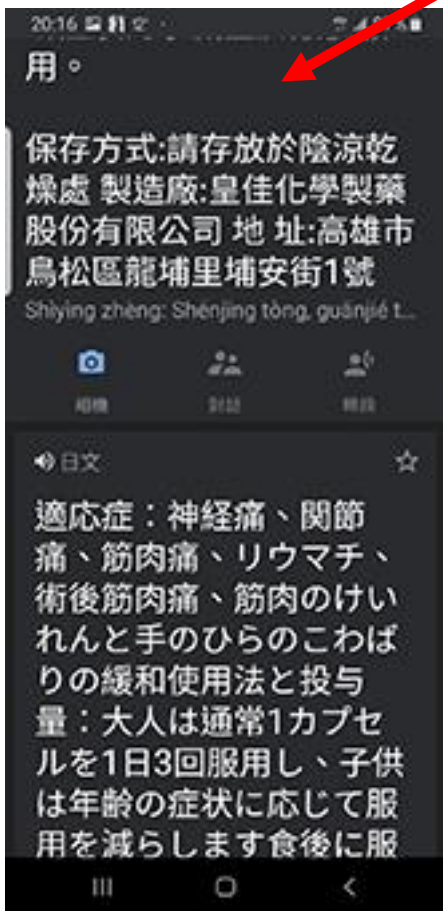 20:16
用。
保存方式:請存放於陰涼乾
燥處 製造廠:皇佳化學製藥
股份有限公司 地 址:高雄市
鳥松區龍埔里埔安
街1號
Shìyìng zhèng: Shénjīng tòng, guānjié t...
相機
對話
日文
適応症：神経痛、関節
痛、筋肉痛、リウマチ、
術後筋肉痛、筋肉のけい
れんと手のひらのこわば
りの緩和使用法と投与
量：大人は通常1カプセ
ルを1日3回服用し、子供
は年齢の症状に応じて服
用を減らします食後に服